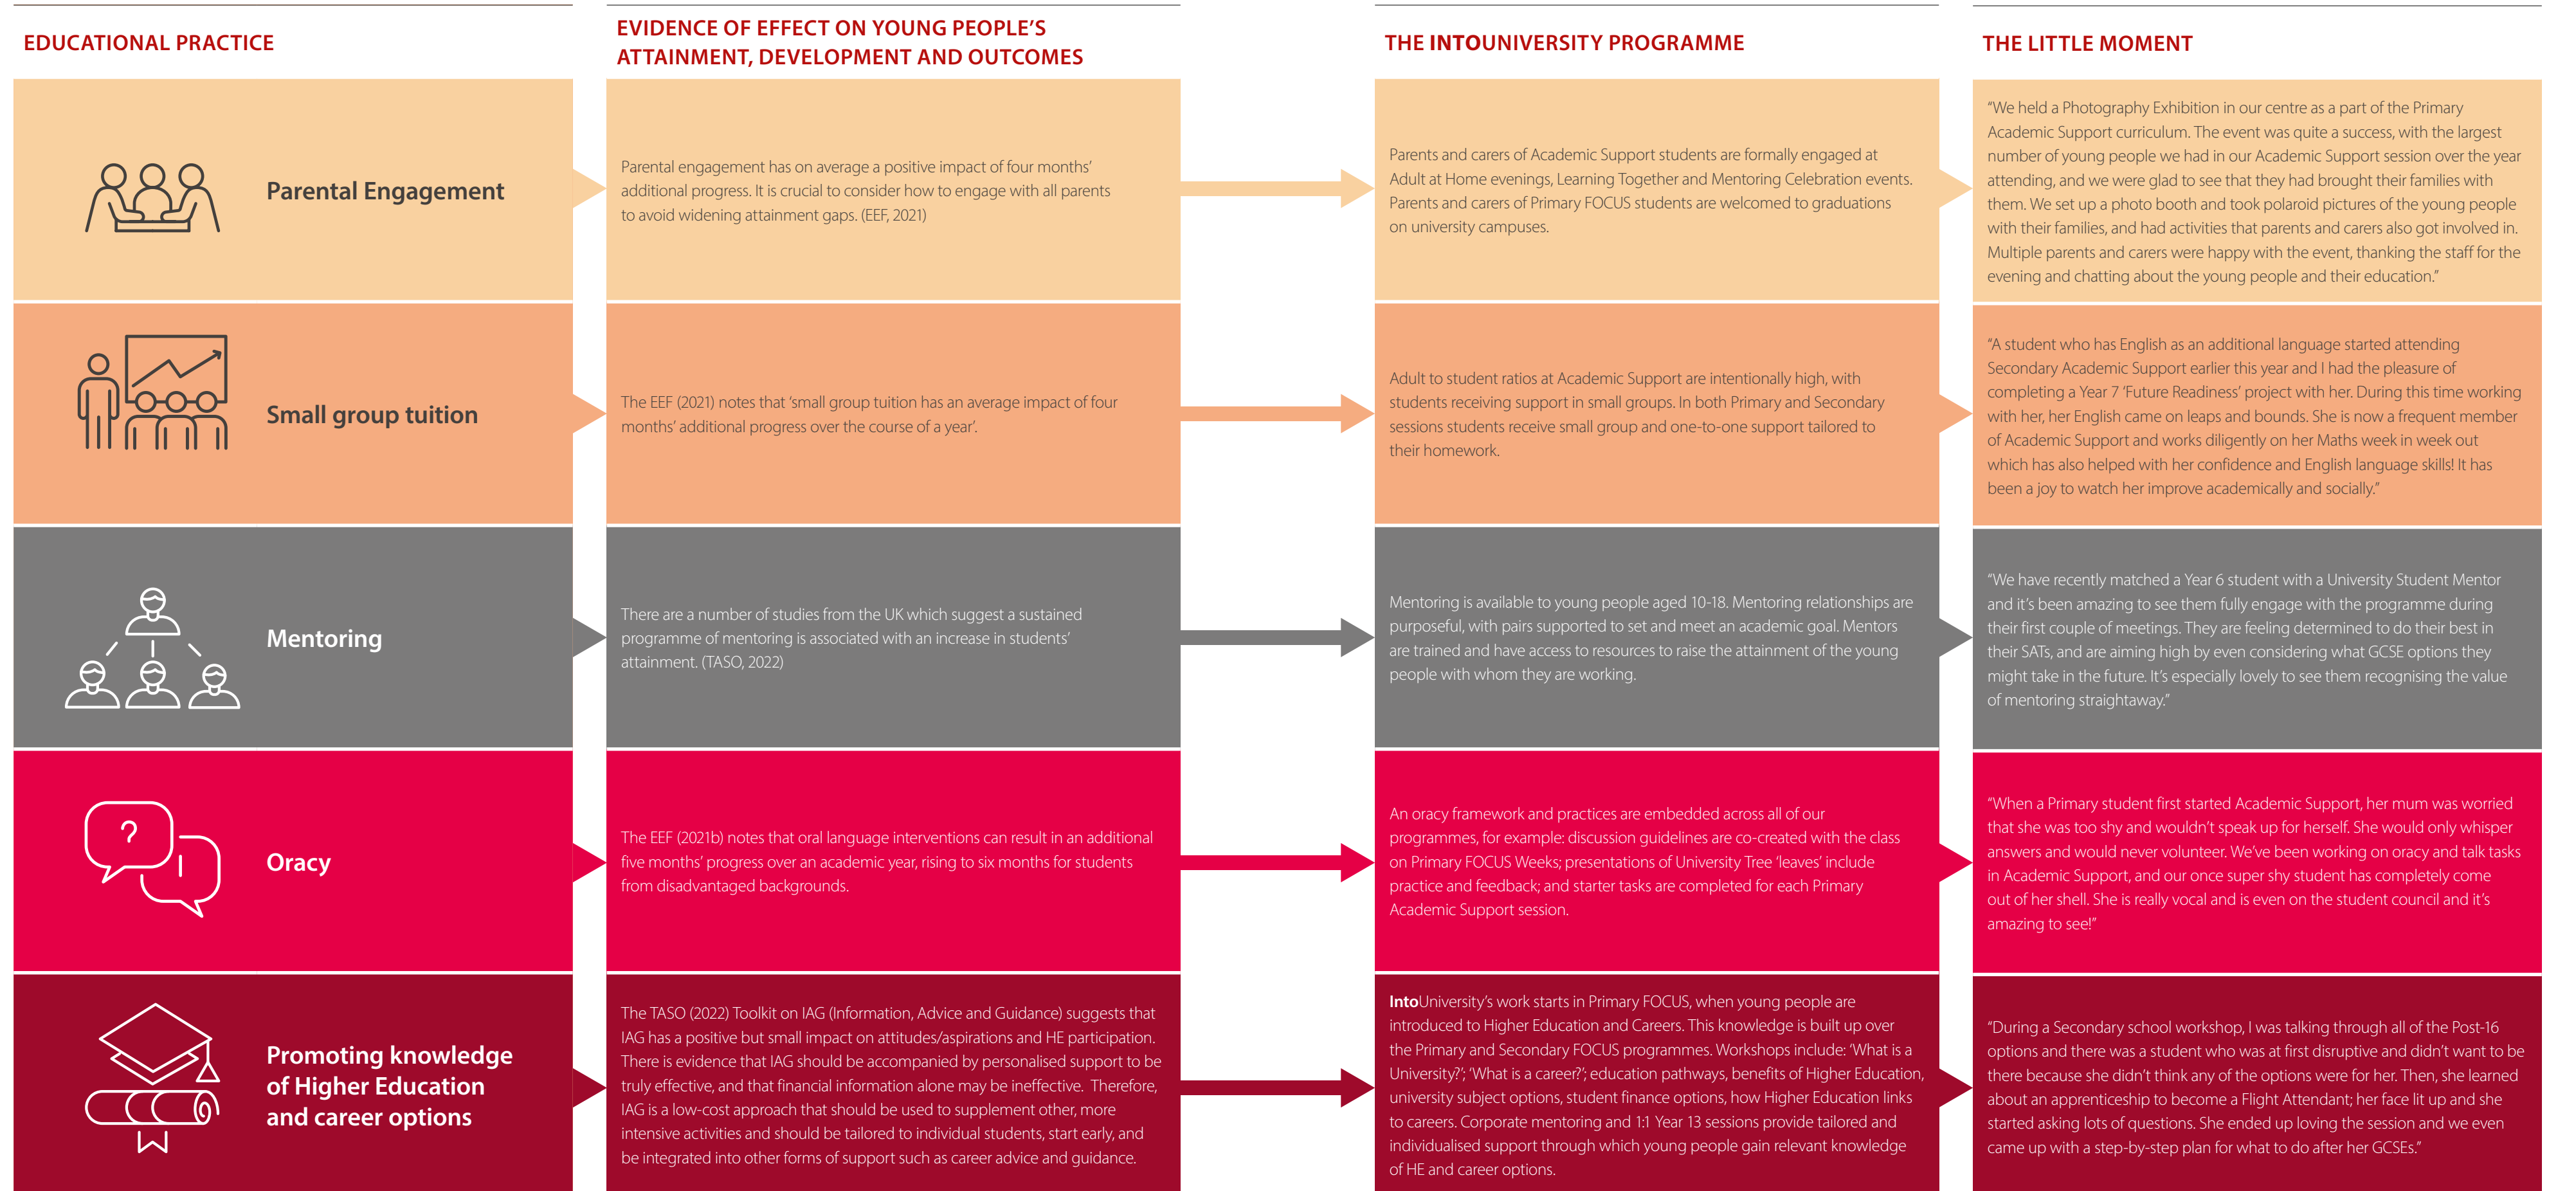 EDUCATIONAL PRACTICE
EVIDENCE OF EFFECT ON YOUNG PEOPLE'S
ATTAINMENT, DEVELOPMENT AND OUTCOMES
THE INTOUNIVERSITY PROGRAMME
THE LITTLE MOMENT
Parental Engagement
Parental engagement has on average a positive impact of four months'
additional progress. It is crucial to consider how to engage with all parents
to avoid widening attainment gaps. (EEF, 2021)
Parents and carers of Academic Support students are formally engaged at
Adult at Home evenings, Learning Together and Mentoring Celebration events.
Parents and carers of Primary FOCUS students are welcomed to graduations
on university campuses.
“We held a Photography Exhibition in our centre as a part of the Primary
Academic Support curriculum. The event was quite a success, with the largest
number of young people we had in our Academic Support session over the year
attending, and we were glad to see that they had brought their families with
them. We set up a photo booth and took polaroid pictures of the young people
with their families, and had activities that parents and carers also got involved in.
Multiple parents and carers were happy with the event, thanking the staff for the
evening and chatting about the young people and their education.”
Small group tuition
The EEF (2021) notes that ‘small group tuition has an average impact of four
months’ additional progress over the course of a year’.
Adult to student ratios at Academic Support are intentionally high, with
students receiving support in small groups. In both Primary and Secondary
sessions students receive small group and one-to-one support tailored to
their homework.
“A student who has English as an additional language started attending
Secondary Academic Support earlier this year and I had the pleasure of
completing a Year 7 ‘Future Readiness’ project with her. During this time working
with her, her English came on leaps and bounds. She is now a frequent member
of Academic Support and works diligently on her Maths week in week out
which has also helped with her confidence and English language skills! It has
been a joy to watch her improve academically and socially.”
Mentoring
There are a number of studies from the UK which suggest a sustained
programme of mentoring is associated with an increase in students’
attainment. (TASO, 2022)
Mentoring is available to young people aged 10-18. Mentoring relationships are
purposeful, with pairs supported to set and meet an academic goal. Mentors
are trained and have access to resources to raise the attainment of the young
people with whom they are working.
“We have recently matched a Year 6 student with a University Student Mentor
and it’s been amazing to see them fully engage with the programme during
their first couple of meetings. They are feeling determined to do their best in
their SATs, and are aiming high by even considering what GCSE options they
might take in the future. It’s especially lovely to see them recognising the value
of mentoring straightaway.”
?
!
Oracy
The EEF (2021b) notes that oral language interventions can result in an additional
five months’ progress over an academic year, rising to six months for students
from disadvantaged backgrounds.
An oracy framework and practices are embedded across all of our
programmes, for example: discussion guidelines are co-created with the class
on Primary FOCUS Weeks; presentations of University Tree ‘leaves’ include
practice and feedback; and starter tasks are completed for each Primary
Academic Support session.
“When a Primary student first started Academic Support, her mum was worried
that she was too shy and wouldn’t speak up for herself. She would only whisper
answers and would never volunteer. We’ve been working on oracy and talk tasks
in Academic Support, and our once super shy student has completely come
out of her shell. She is really vocal and is even on the student council and it’s
amazing to see!”
Promoting knowledge
of Higher Education
and career options
The TASO (2022) Toolkit on IAG (Information, Advice and Guidance) suggests that
IAG has a positive but small impact on attitudes/aspirations and HE participation.
There is evidence that IAG should be accompanied by personalised support to be
truly effective, and that financial information alone may be ineffective. Therefore,
IAG is a low-cost approach that should be used to supplement other, more
intensive activities and should be tailored to individual students, start early, and
be integrated into other forms of support such as career advice and guidance.
IntoUniversity’s work starts in Primary FOCUS, when young people are
introduced to Higher Education and Careers. This knowledge is built up over
the Primary and Secondary FOCUS programmes. Workshops include: ‘What is a
University?’; ‘What is a career?’; education pathways, benefits of Higher Education,
university subject options, student finance options, how Higher Education links
to careers. Corporate mentoring and 1:1 Year 13 sessions provide tailored and
individualised support through which young people gain relevant knowledge
of HE and career options.
“During a Secondary school workshop, I was talking through all of the Post-16
options and there was a student who was at first disruptive and didn’t want to be
there because she didn’t think any of the options were for her. Then, she learned
about an apprenticeship to become a Flight Attendant; her face lit up and she
started asking lots of questions. She ended up loving the session and we even
came up with a step-by-step plan for what to do after her GCSEs.”